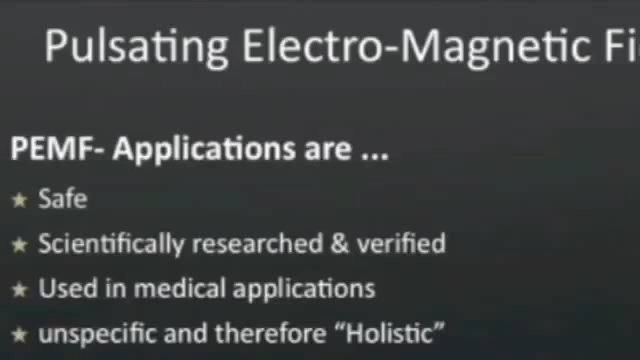 Pulsating Electro-Magnetic Fi
PEMF- Applications are ...
Safe
Scientifically researched & verified
Used in medical applications
unspecific and therefore “Holistic”